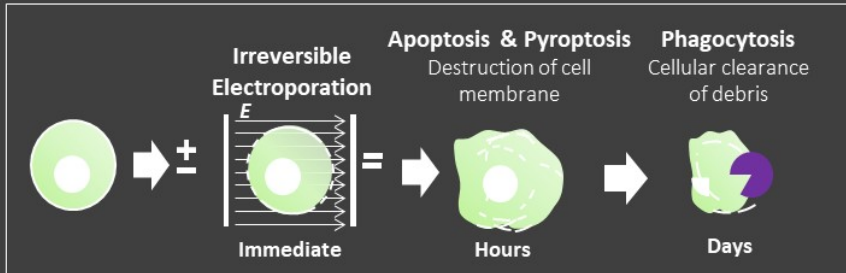 Irreversible
Electroporation
E
±
=
Immediate
Apoptosis & Pyroptosis
Destruction of cell
membrane
Hours
Phagocytosis
Cellular clearance
of debris
Days